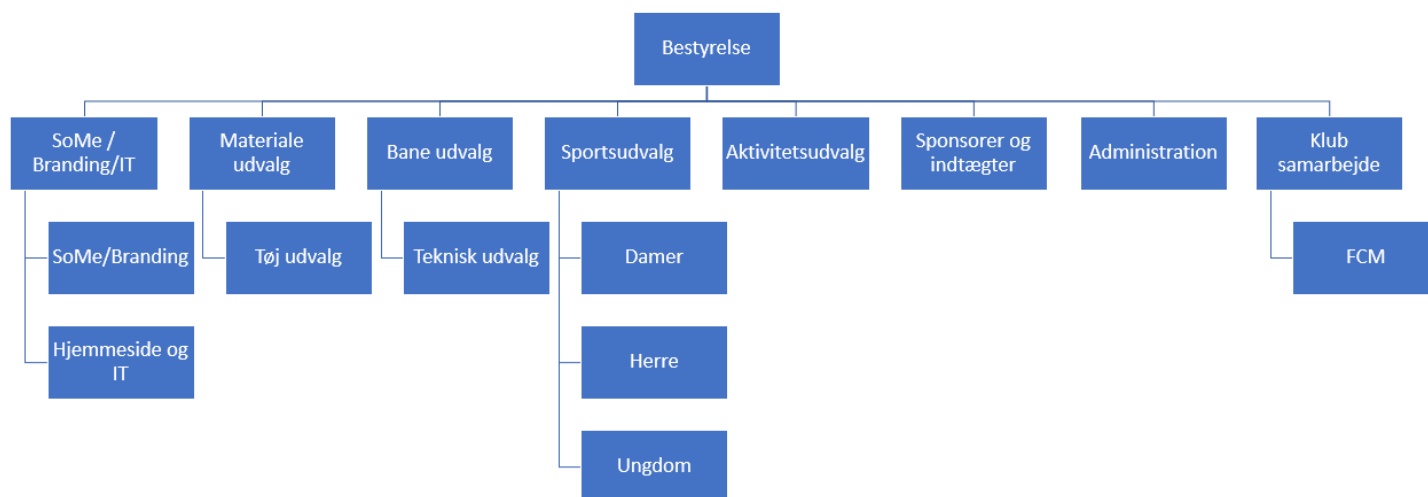 Bestyrelse
SoMe /
Branding/IT
Materiale
udvalg
Bane udvalg
Sportsudvalg
Aktivitetsudvalg
Sponsorer og
indtægter
Administration
Klub
samarbejde
SoMe/Branding
Tøj udvalg
Teknisk udvalg
Damer
FCM
Hjemmeside og
IT
Herre
Ungdom